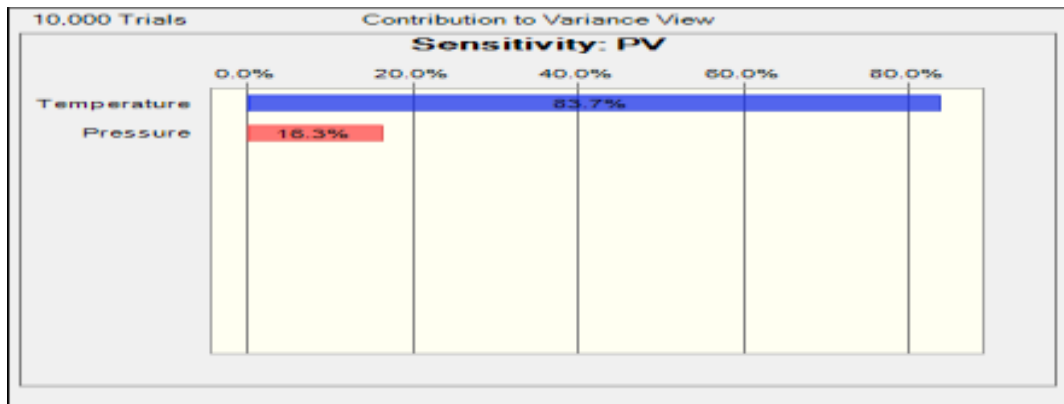 10.000 Trials Contribution to Variance View
Sensitivity: PV
0.0% 20.0% 40.0% 60.0% 80.0%
Temperature 83.7%
Pressure 16.3%